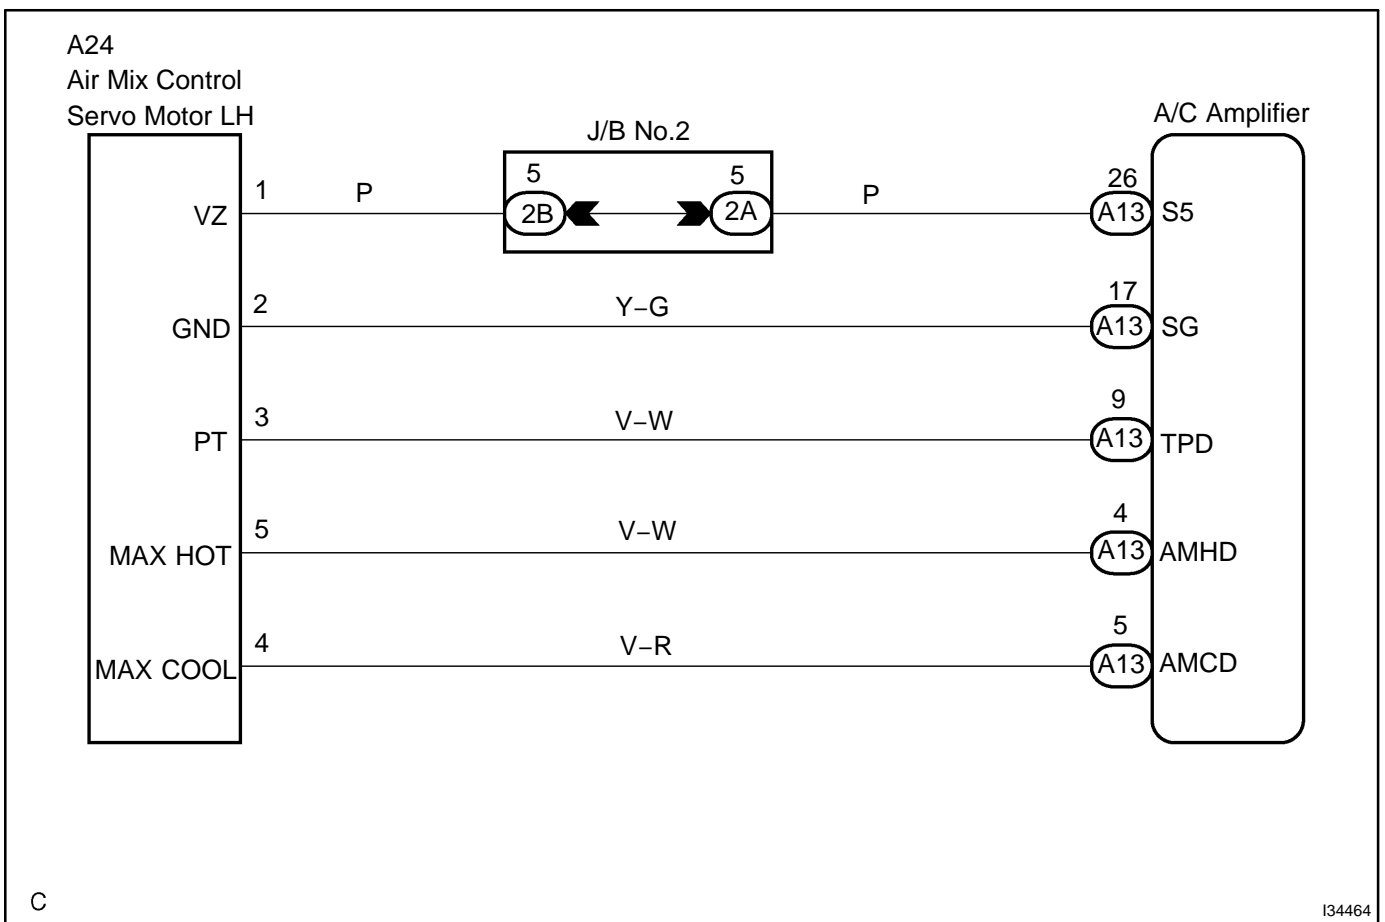 A24
Air Mix Control
Servo Motor LH
A/C Amplifier
J/B No.2
VZ
1
P
5
2B
5
2A
P
26
A13
S5
GND
2
Y–G
17
A13
SG
PT
3
V–W
9
A13
TPD
MAX HOT
5
V–W
4
A13
AMHD
MAX COOL
4
V–R
5
A13
AMCD
C
I34464